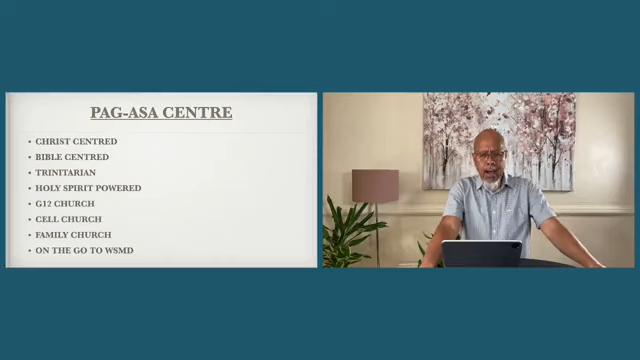 PAG-ASA CENTRE
• CHRIST CENTRED
• BIBLE CENTRED
• TRINITARIAN
• HOLY SPIRIT POWERED
• G12 CHURCH
• CELL CHURCH
• FAMILY CHURCH
• ON THE GO TO WSMD